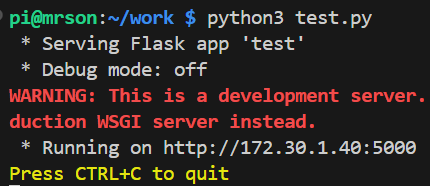 pi@mrson:~/work $ python3 test.py
 * Serving Flask app 'test'
 * Debug mode: off
WARNING: This is a development server.
duction WSGI server instead.
 * Running on http://172.30.1.40:5000
Press CTRL+C to quit